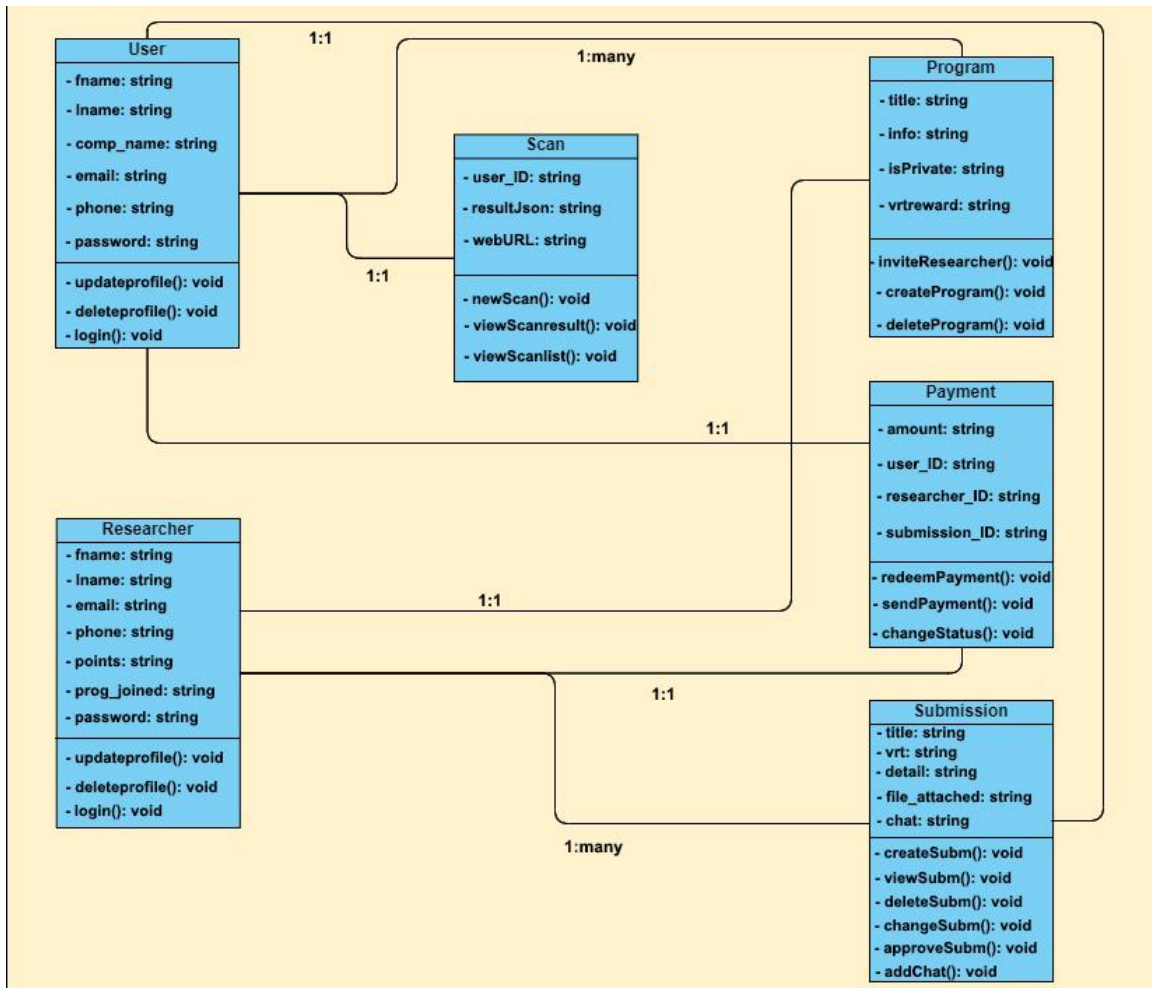 User
- fname: string
- lname: string
- comp_name: string
- email: string
- phone: string
- password: string
- updateprofile(): void
- deleteprofile(): void
- login(): void
1:1
1:many
Scan
- user_ID: string
- resultJson: string
- webURL: string
- newScan(): void
- viewScanresult(): void
- viewScanlist(): void
1:1
Program
- title: string
- info: string
- isPrivate: string
- vrtreward: string
- inviteResearcher(): void
- createProgram(): void
- deleteProgram(): void
1:1
Payment
- amount: string
- user_ID: string
- researcher_ID: string
- submission_ID: string
- redeemPayment(): void
- sendPayment(): void
- changeStatus(): void
Researcher
- fname: string
- lname: string
- email: string
- phone: string
- points: string
- prog_joined: string
- password: string
- updateprofile(): void
- deleteprofile(): void
- login(): void
1:1
1:1
1:many
Submission
- title: string
- vrt: string
- detail: string
- file_attached: string
- chat: string
- createSubm(): void
- viewSubm(): void
- deleteSubm(): void
- changeSubm(): void
- approveSubm(): void
- addChat(): void